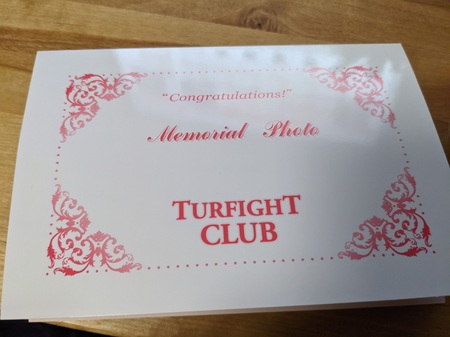 "Congratulations!"
Memorial Photo
TURFIGHT
CLUB